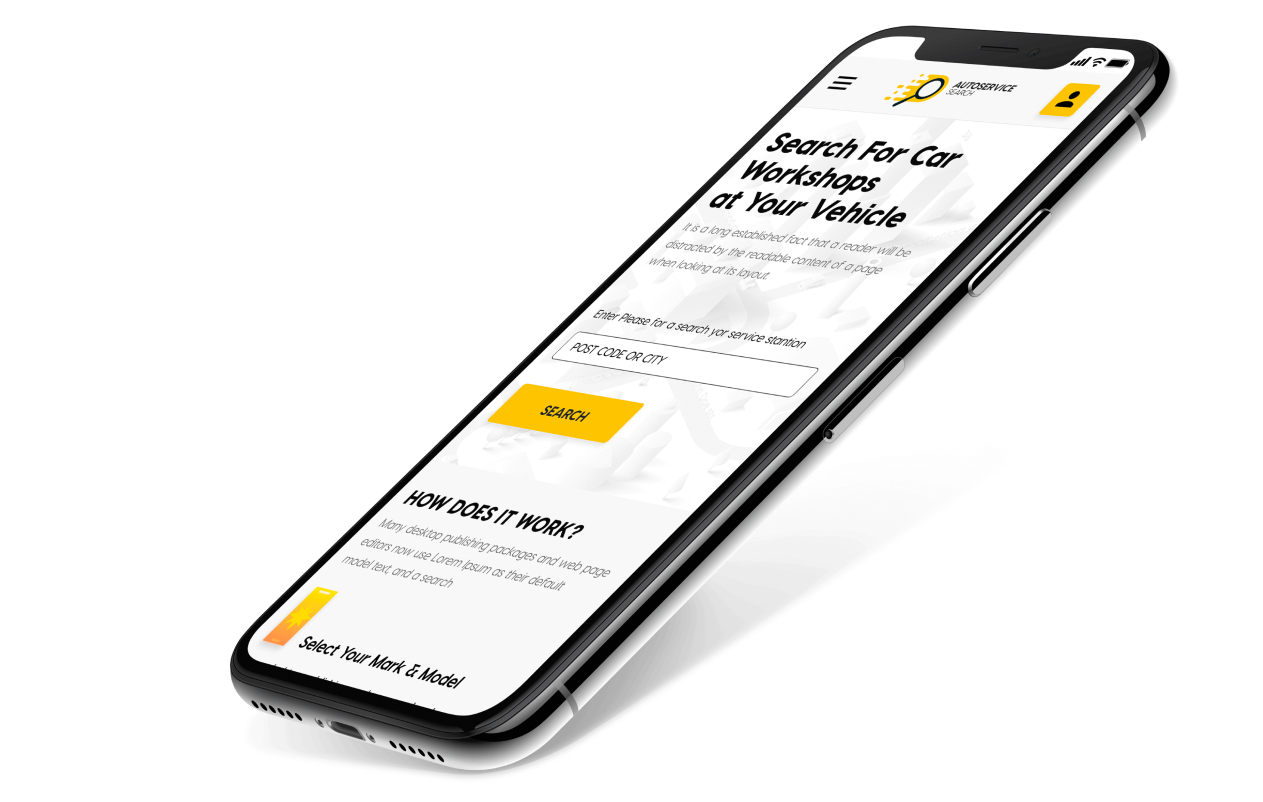 AUTOSERVICE
SEARCH
Search For Car
Workshops
at Your Vehicle
It is a long established fact that a reader will be
distracted by the readable content of a page
when looking at its layout
Enter Please for a search yor service stantion
POST CODE OR CITY
SEARCH
HOW DOES IT WORK?
Many desktop publishing packages and web page
editors now use Lorem Ipsum as their default
model text, and a search
Select Your Mark & Model